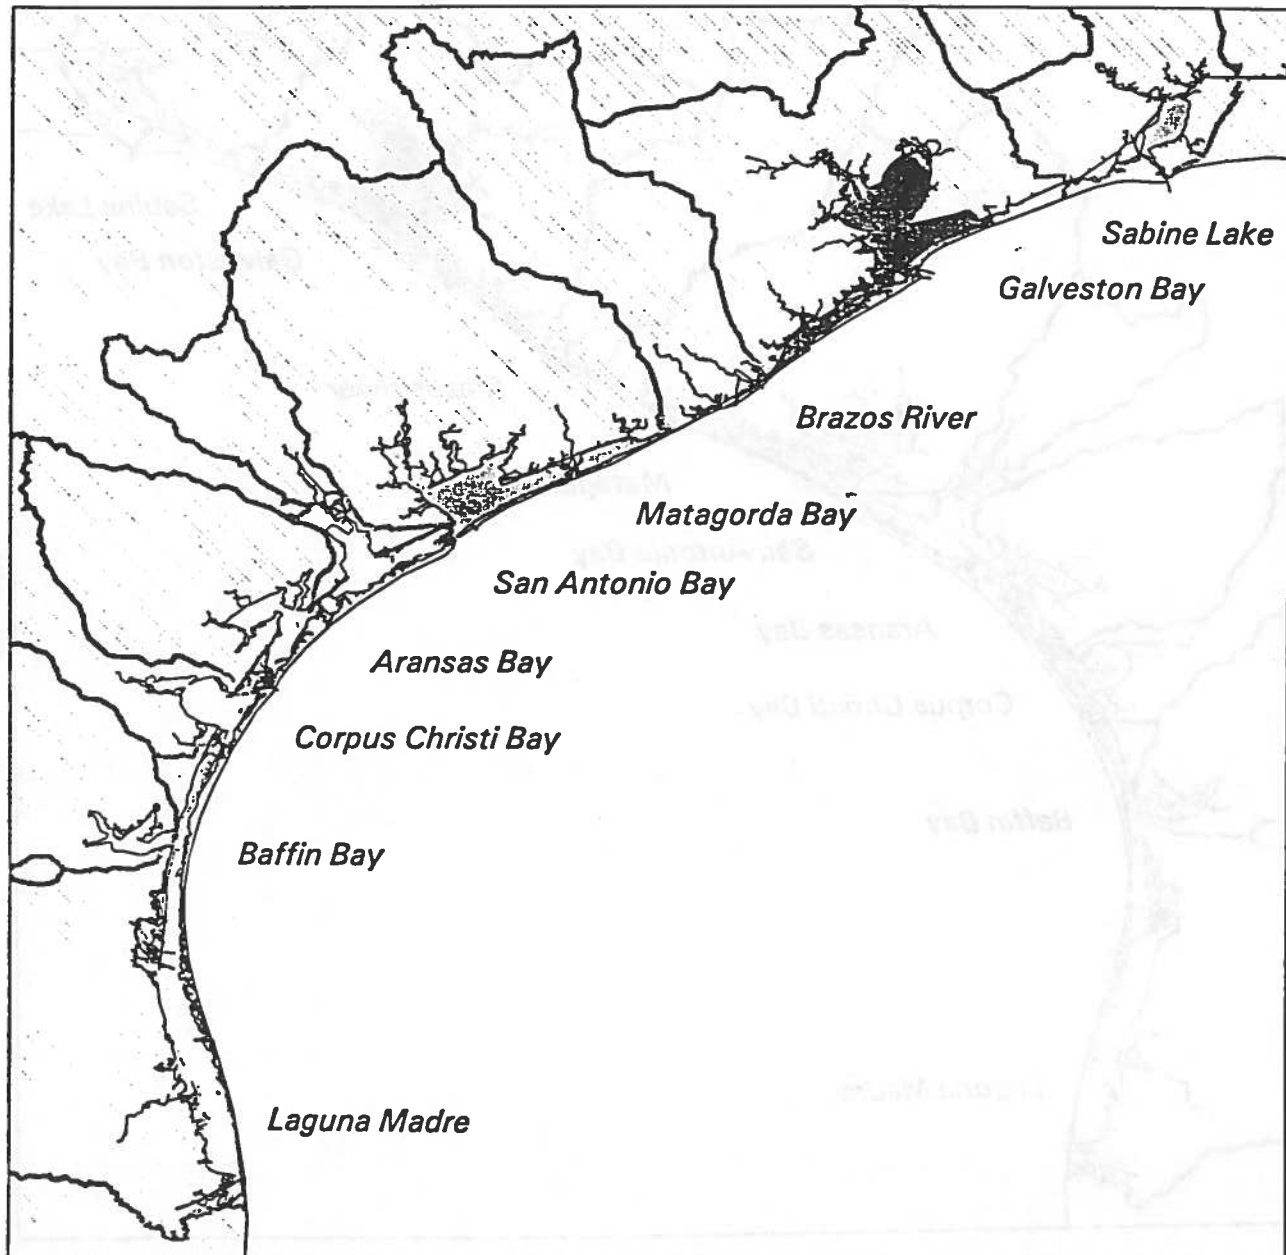 Sabine Lake
Galveston Bay
Brazos River
Matagorda Bay
San Antonio Bay
Aransas Bay
Corpus Christi Bay
Baffin Bay
Laguna Madre